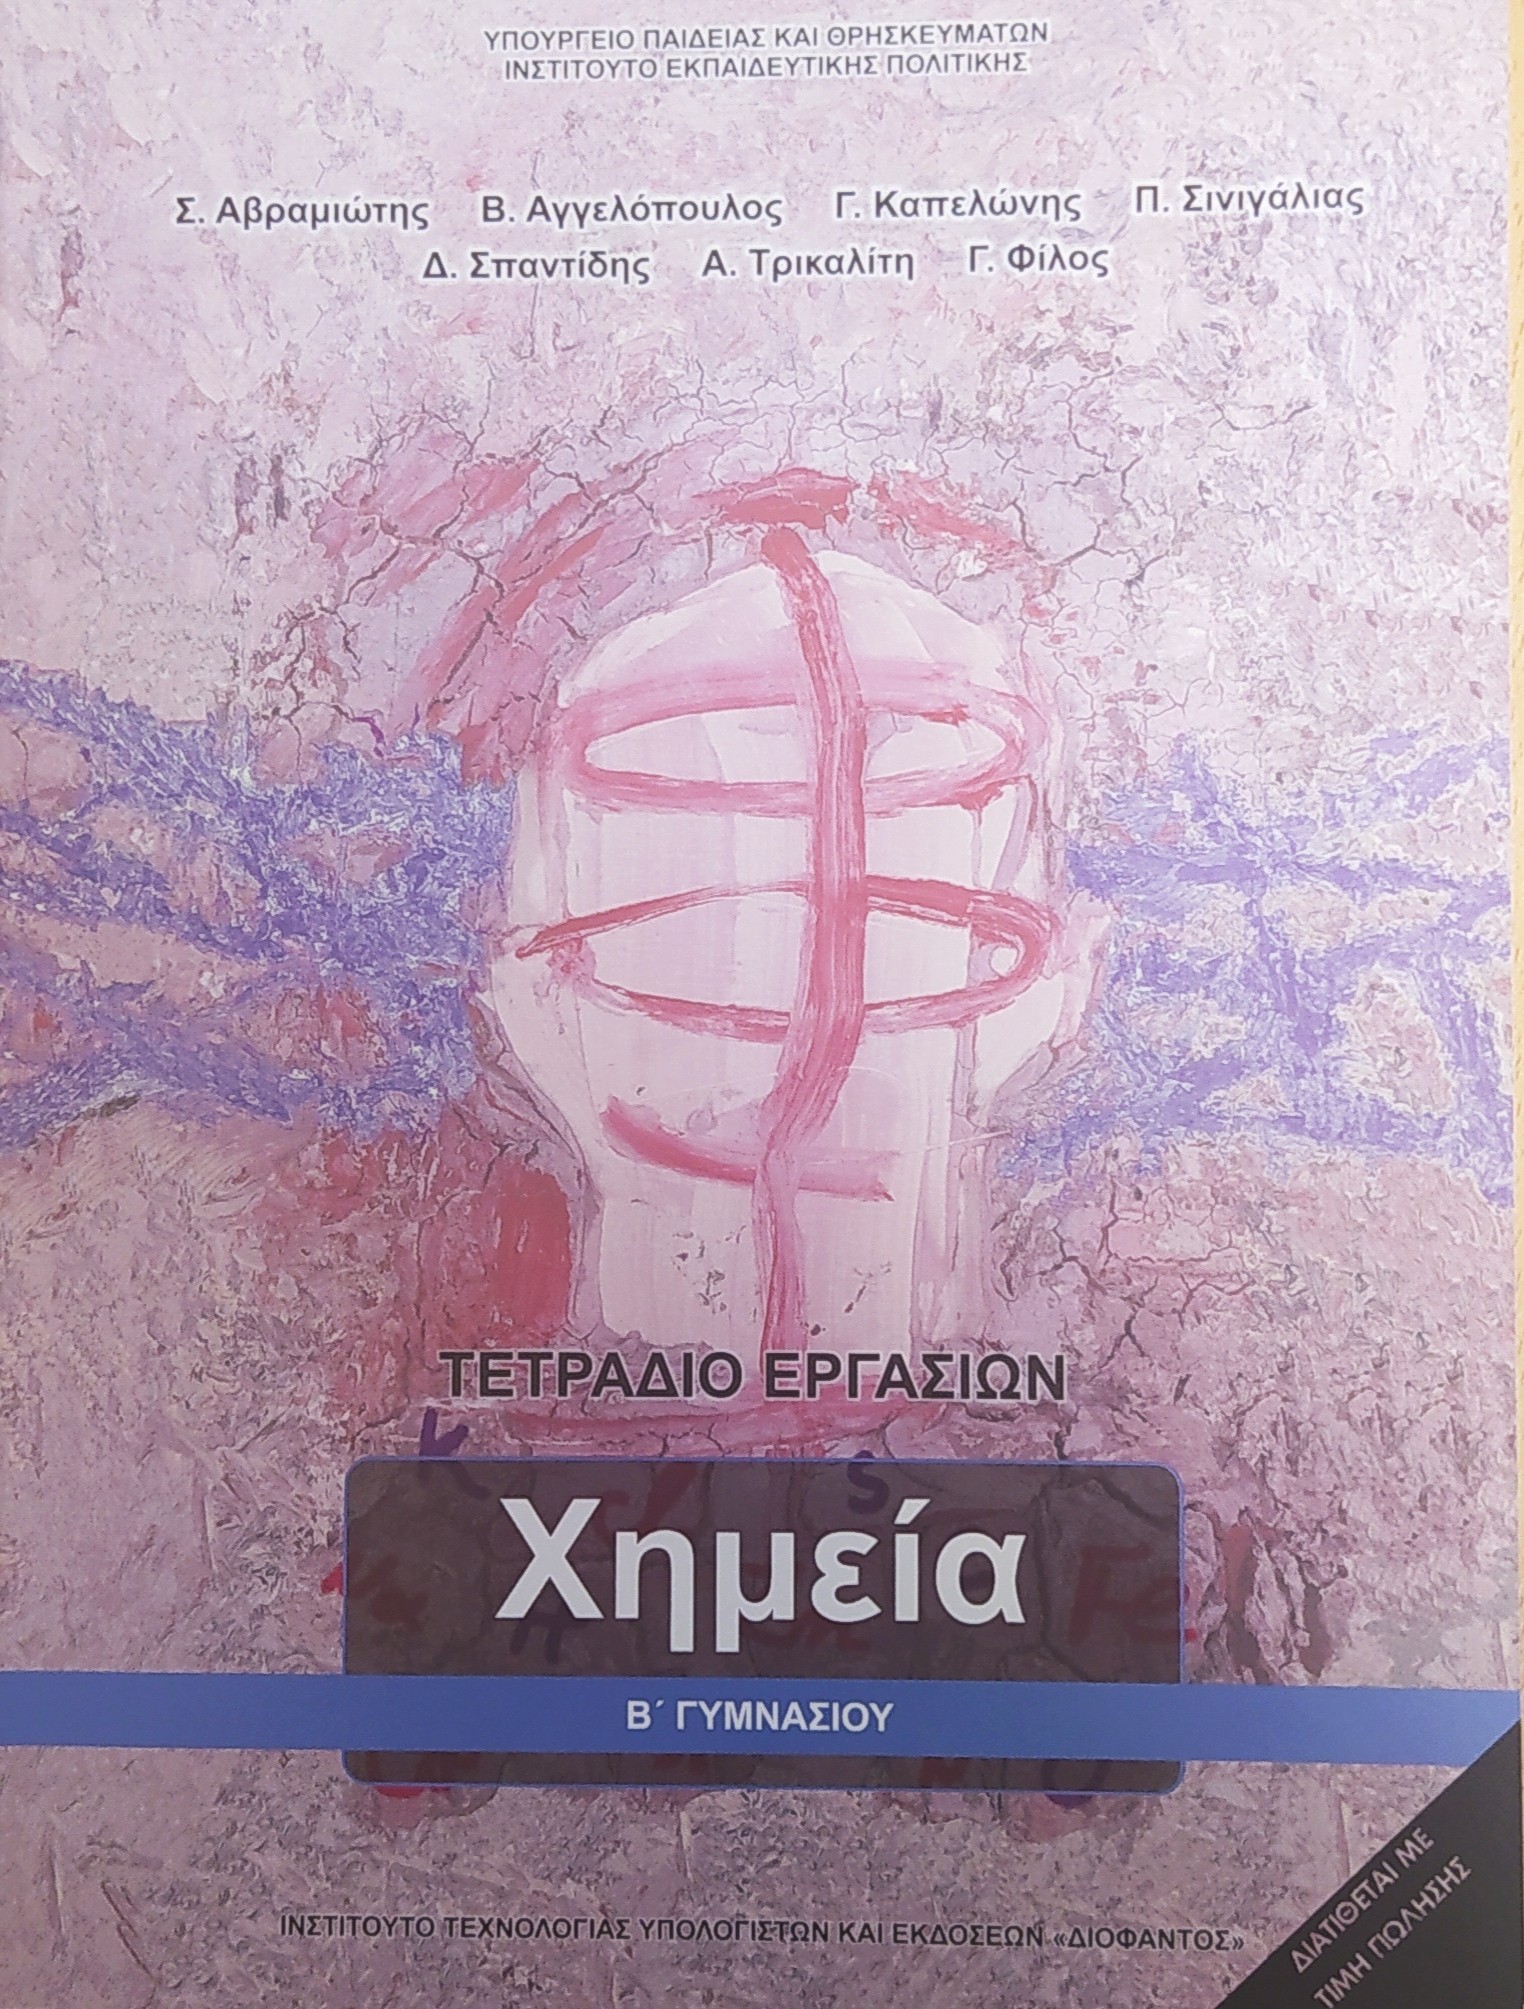 ΥΠΟΥΡΓΕΙΟ ΠΑΙΔΕΙΑΣ ΚΑΙ ΘΡΗΣΚΕΥΜΑΤΩΝ
ΙΝΣΤΙΤΟΥΤΟ ΕΚΠΑΙΔΕΥΤΙΚΗΣ ΠΟΛΙΤΙΚΗΣ
Σ. Αβραμιώτης Β. Αγγελόπουλος Γ. Καπελώνης Π. Σινιγάλιας
Δ. Σπαντίδης Α. Τρικαλίτη Γ. Φίλος
ΤΕΤΡΑΔΙΟ ΕΡΓΑΣΙΩΝ
K
S
Χημεία
Fe
Β΄ ΓΥΜΝΑΣΙΟΥ
ΙΝΣΤΙΤΟΥΤΟ ΤΕΧΝΟΛΟΓΙΑΣ ΥΠΟΛΟΓΙΣΤΩΝ ΚΑΙ ΕΚΔΟΣΕΩΝ «ΔΙΟΦΑΝΤΟΣ»
ΔΙΑΤΙΘΕΤΑΙ ΜΕ
ΤΙΜΗ ΠΩΛΗΣΗΣ